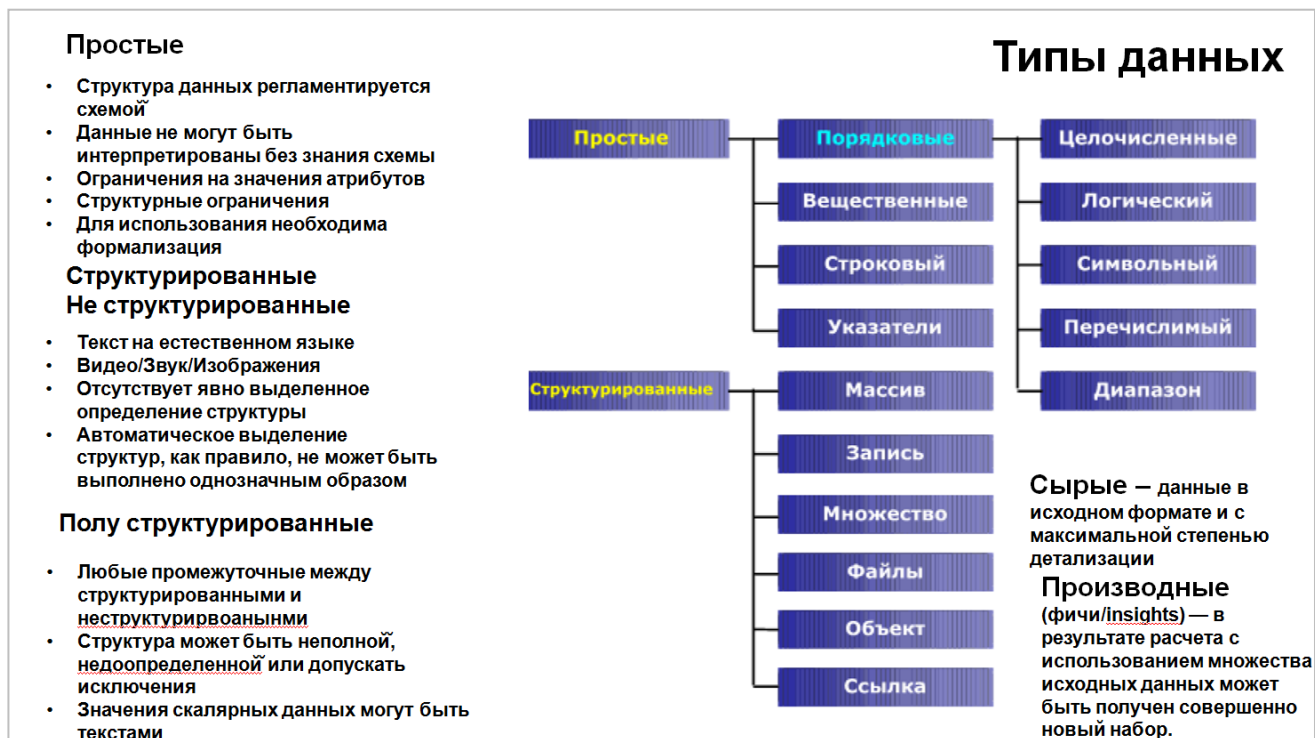 Типы данных
Простые
• Структура данных регламентируется
схемой̆
• Данные не могут быть
интерпретированы без знания схемы
• Ограничения на значения атрибутов
• Структурные ограничения
• Для использования необходима
формализация
Структурированные
Не структурированные
• Текст на естественном языке
• Видео/Звук/Изображения
• Отсутствует явно выделенное
определение структуры
• Автоматическое выделение
структур, как правило, не может быть
выполнено однозначным образом
Полу структурированные
• Любые промежуточные между
структурированными и
неструктурирвоаныными
• Структура может быть неполной̆,
недоопределенной̆ или допускать
исключения
• Значения скалярных данных могут быть
текстами
Простые
Порядковые
Целочисленные
Вещественные
Логический
Строковый
Символьный
Указатели
Перечислимый
Структурированные
Массив
Диапазон
Запись
Множество
Файлы
Объект
Ссылка
Сырые – данные в
исходном формате и с
максимальной степенью
детализации
Производные
(фичи/insights) — в
результате расчета с
использованием множества
исходных данных может
быть получен совершенно
новый набор.